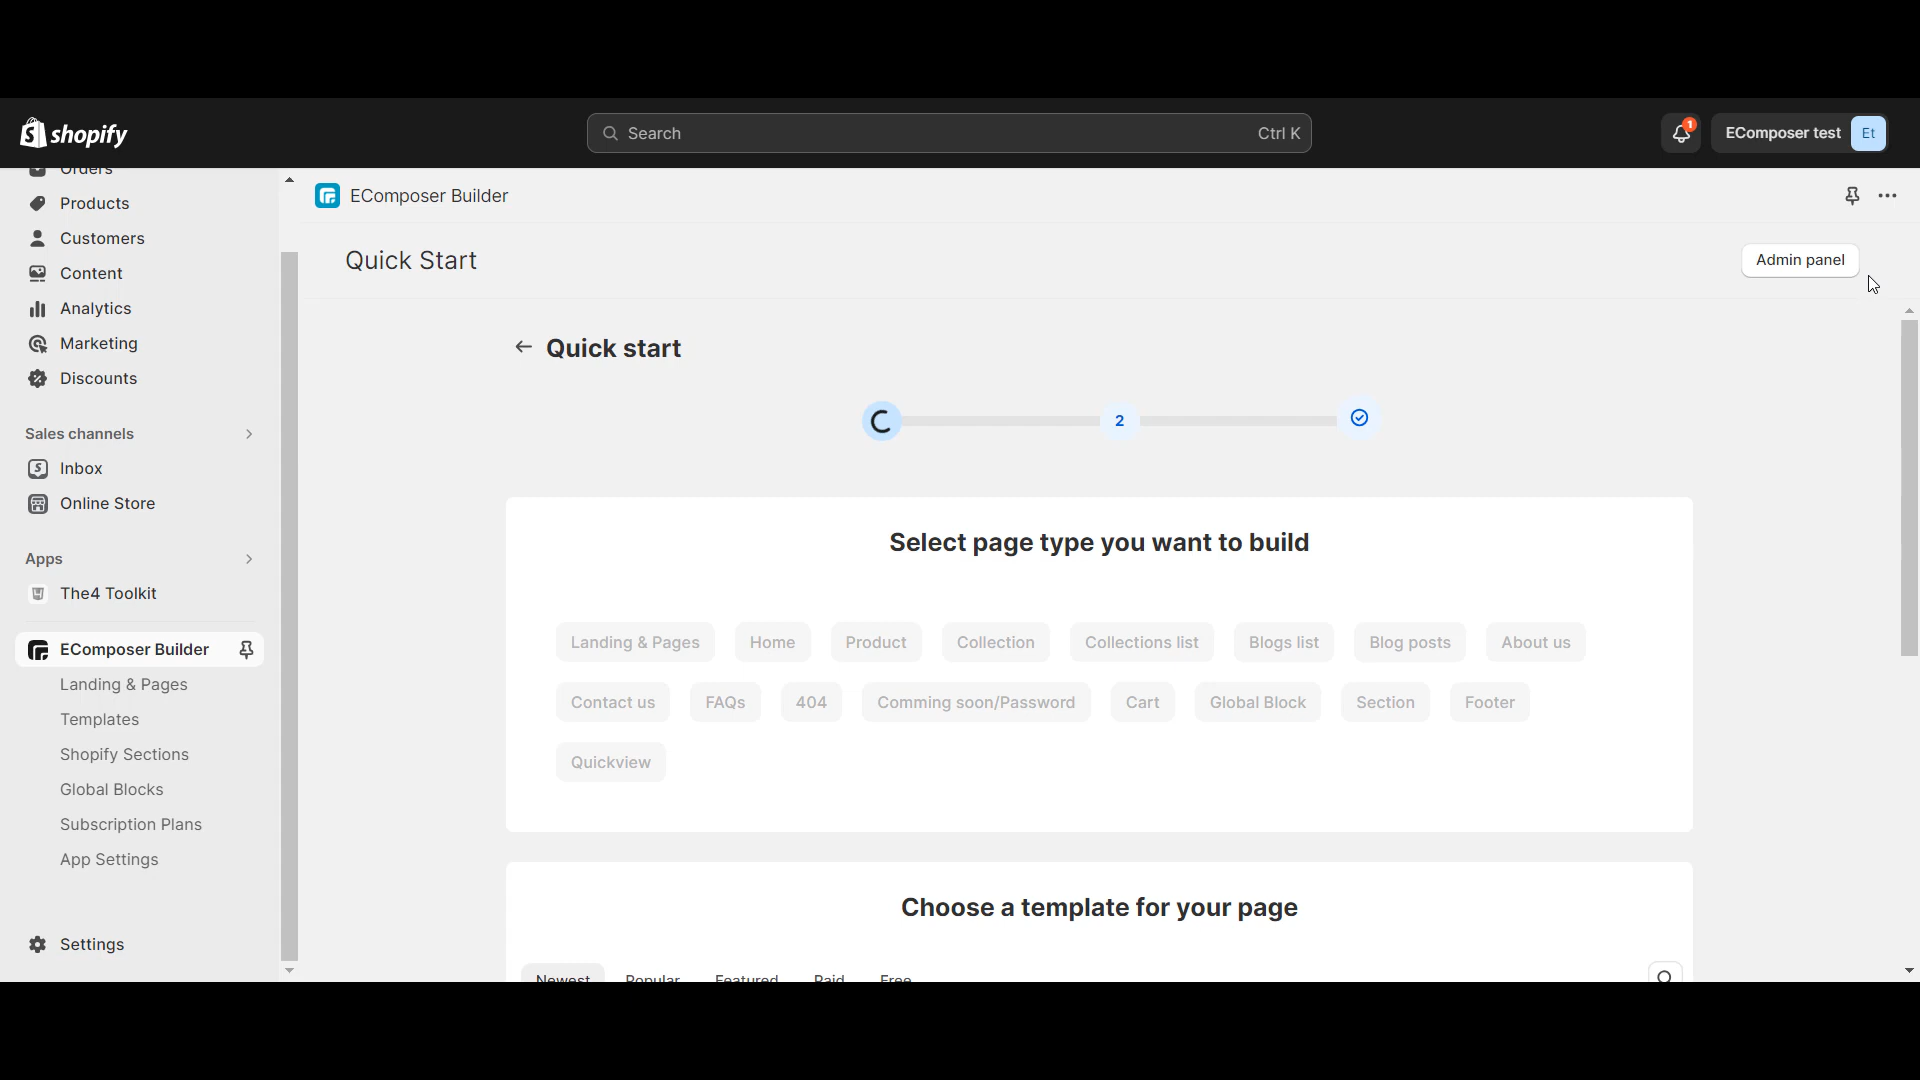 shopify
Search
Ctrl K
1
EComposer test
Et
Orders
Products
Customers
Content
Analytics
Marketing
Discounts
Sales channels
Inbox
Online Store
Apps
The4 Toolkit
EComposer Builder
Landing & Pages
Templates
Shopify Sections
Global Blocks
Subscription Plans
App Settings
Settings
EComposer Builder
Quick Start
Admin panel
Quick start
2
Select page type you want to build
Landing & Pages Home Product Collection Collections list Blogs list Blog posts About us
Contact us FAQs 404 Comming soon/Password Cart Global Block Section Footer
Quickview
Choose a template for your page
Newest Popular Featured Paid Free